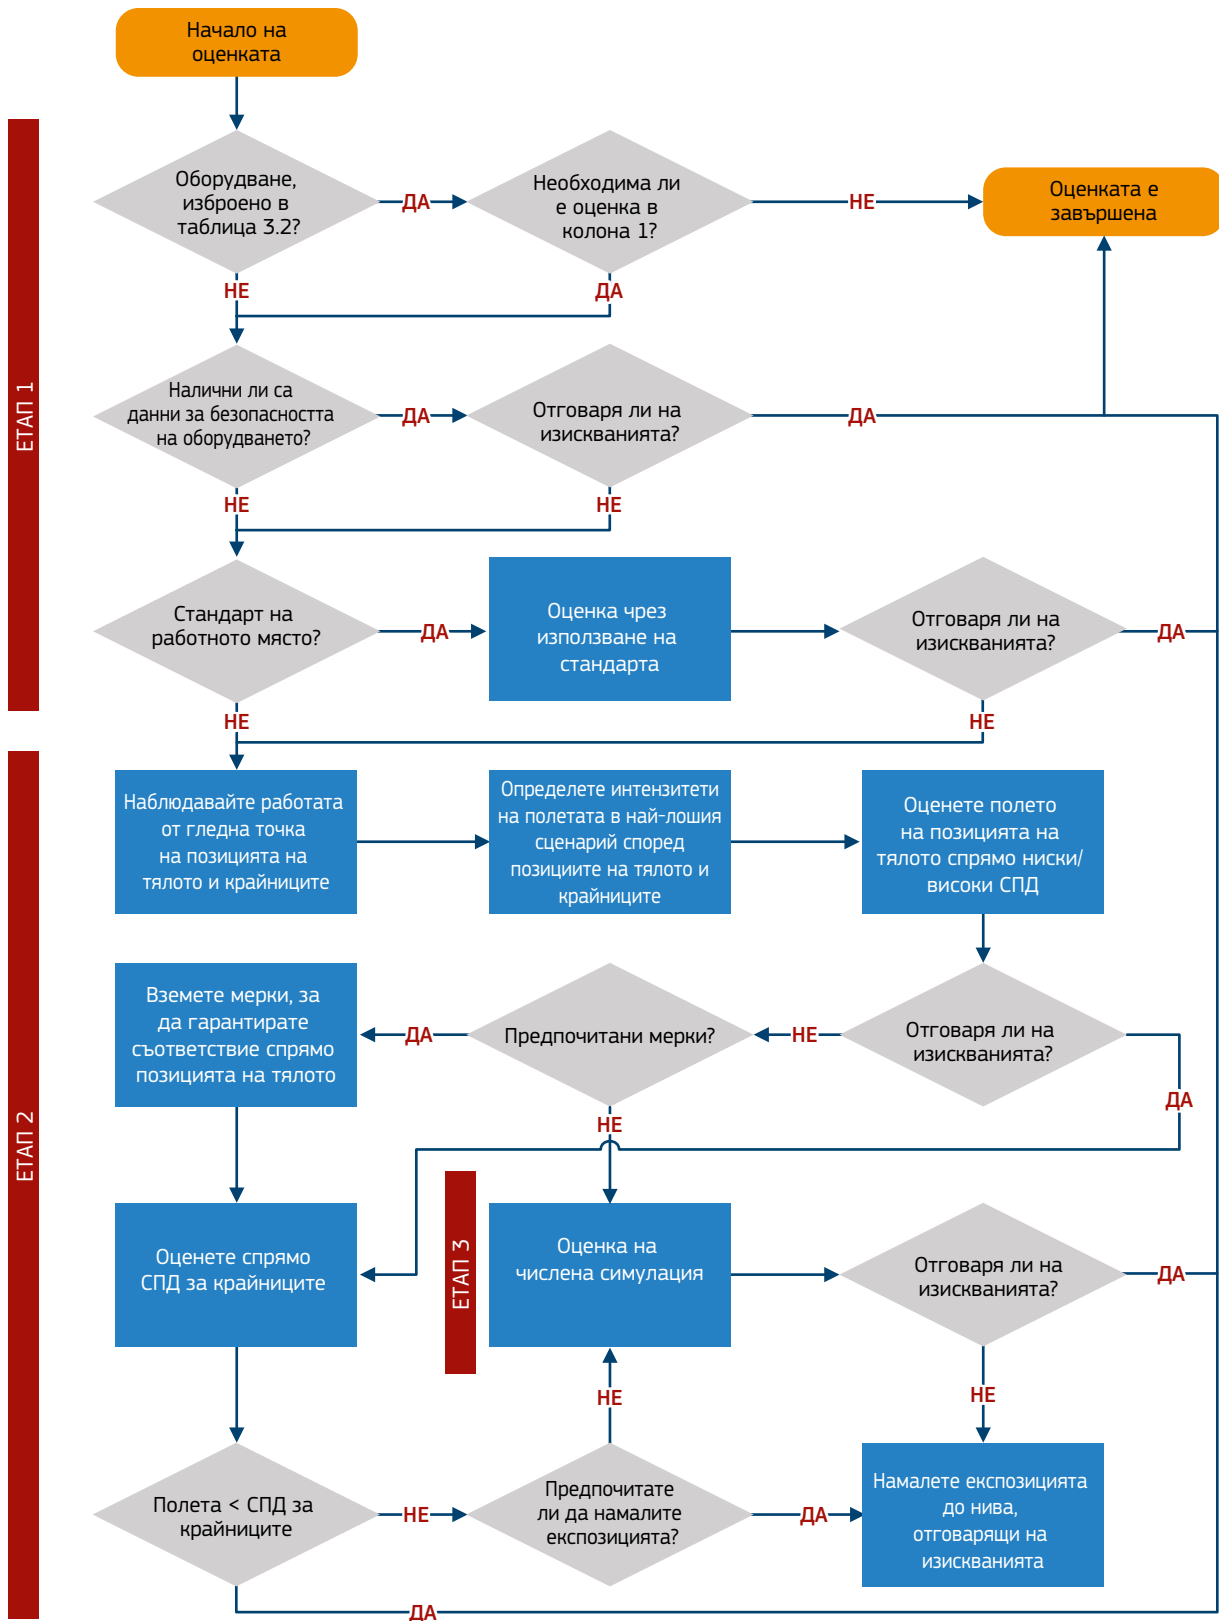 Начало на
оценката
ЕТАП 1
Оборудване,
изброено в
таблица 3.2?
ДА
Необходима ли
е оценка в
колона 1?
НЕ
Оценката е
завършена
НЕ
ДА
Налични ли са
данни за безопасността
на оборудването?
ДА
Отговаря ли на
изискванията?
ДА
НЕ
НЕ
Стандарт на
работното място?
ДА
Оценка чрез
използване на
стандарта
Отговаря ли на
изискванията?
ДА
НЕ
НЕ
ЕТАП 2
Наблюдавайте работата
от гледна точка
на позицията на
тялото и крайниците
Определете интензитети
на полетата в най-лошия
сценарий според
позициите на тялото и
крайниците
Оценете полето
на позицията на
тялото спрямо ниски/
високи СПД
Вземете мерки, за
да гарантирате
съответствие спрямо
позицията на тялото
ДА
Предпочитани мерки?
НЕ
Отговаря ли на
изискванията?
ДА
НЕ
Оценете спрямо
СПД за крайниците
ЕТАП 3
Оценка на
числена симулация
Отговаря ли на
изискванията?
ДА
НЕ
НЕ
Полета < СПД за
крайниците
НЕ
Предпочитате
ли да намалите
експозицията?
ДА
Намалете експозицията
до нива,
отговарящи на
изискванията
ДА